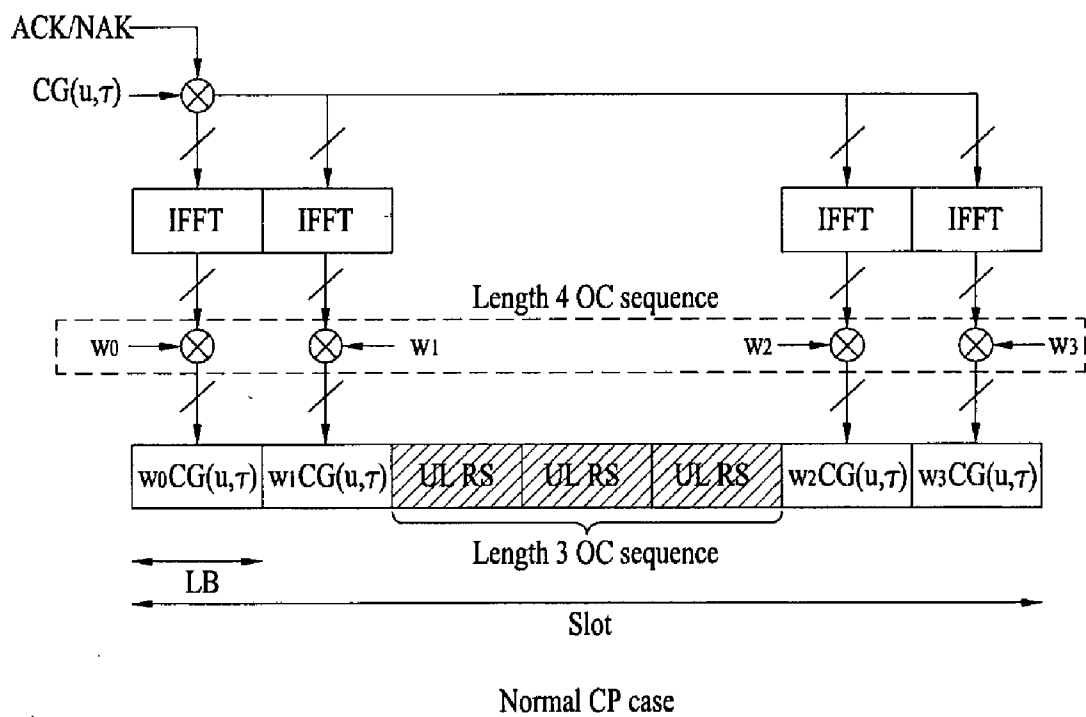 ACK/NAK
CG(u,τ)
IFFT IFFT IFFT IFFT
Length 4 OC sequence
w0 w1 w2 w3
w0CG(u,τ) w1CG(u,τ) UL RS UL RS UL RS w2CG(u,τ) w3CG(u,τ)
Length 3 OC sequence
LB
Slot
Normal CP case